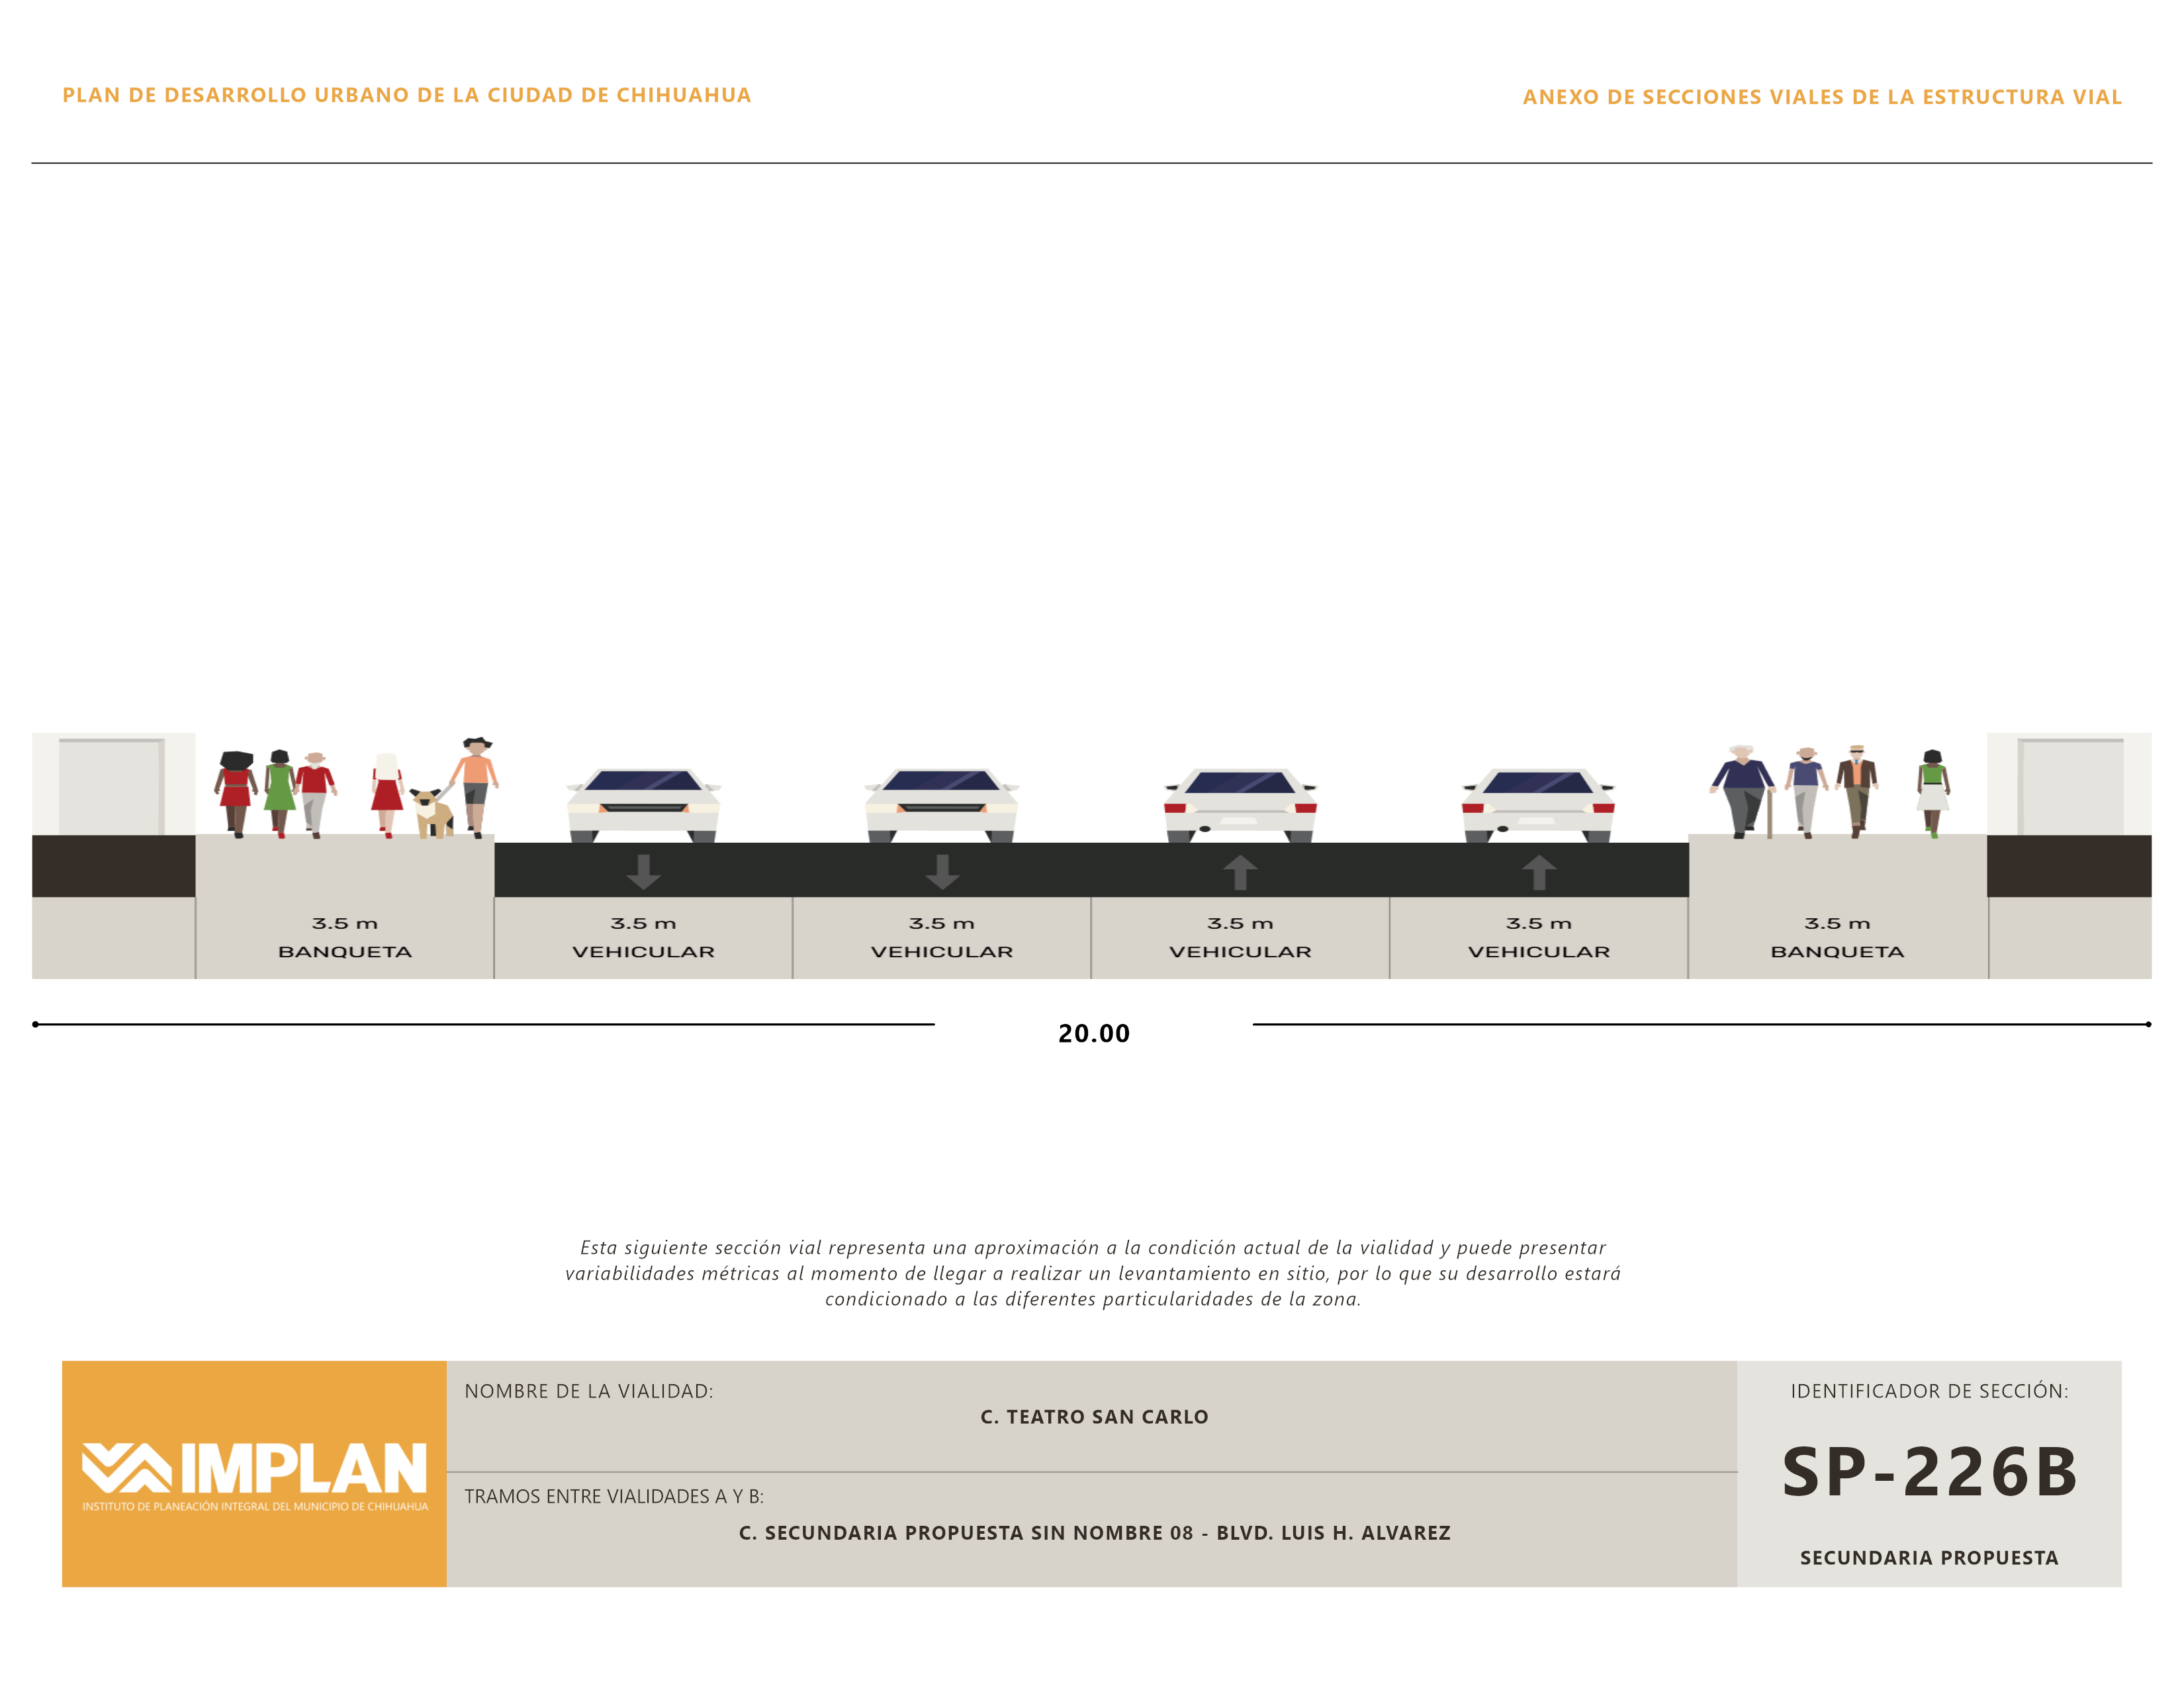 PLAN DE DESARROLLO URBANO DE LA CIUDAD DE CHIHUAHUA
ANEXO DE SECCIONES VIALES DE LA ESTRUCTURA VIAL
3.5 m
BANQUETA
3.5 m
VEHICULAR
3.5 m
VEHICULAR
3.5 m
VEHICULAR
3.5 m
VEHICULAR
3.5 m
BANQUETA
20.00
Esta siguiente sección vial representa una aproximación a la condición actual de la vialidad y puede presentar
variabilidades métricas al momento de llegar a realizar un levantamiento en sitio, por lo que su desarrollo estará
condicionado a las diferentes particularidades de la zona.
IMPLAN
INSTITUTO DE PLANEACIÓN INTEGRAL DEL MUNICIPIO DE CHIHUAHUA
NOMBRE DE LA VIALIDAD:
C. TEATRO SAN CARLO
TRAMOS ENTRE VIALIDADES A Y B:
C. SECUNDARIA PROPUESTA SIN NOMBRE 08 - BLVD. LUIS H. ALVAREZ
IDENTIFICADOR DE SECCIÓN:
SP-226B
SECUNDARIA PROPUESTA